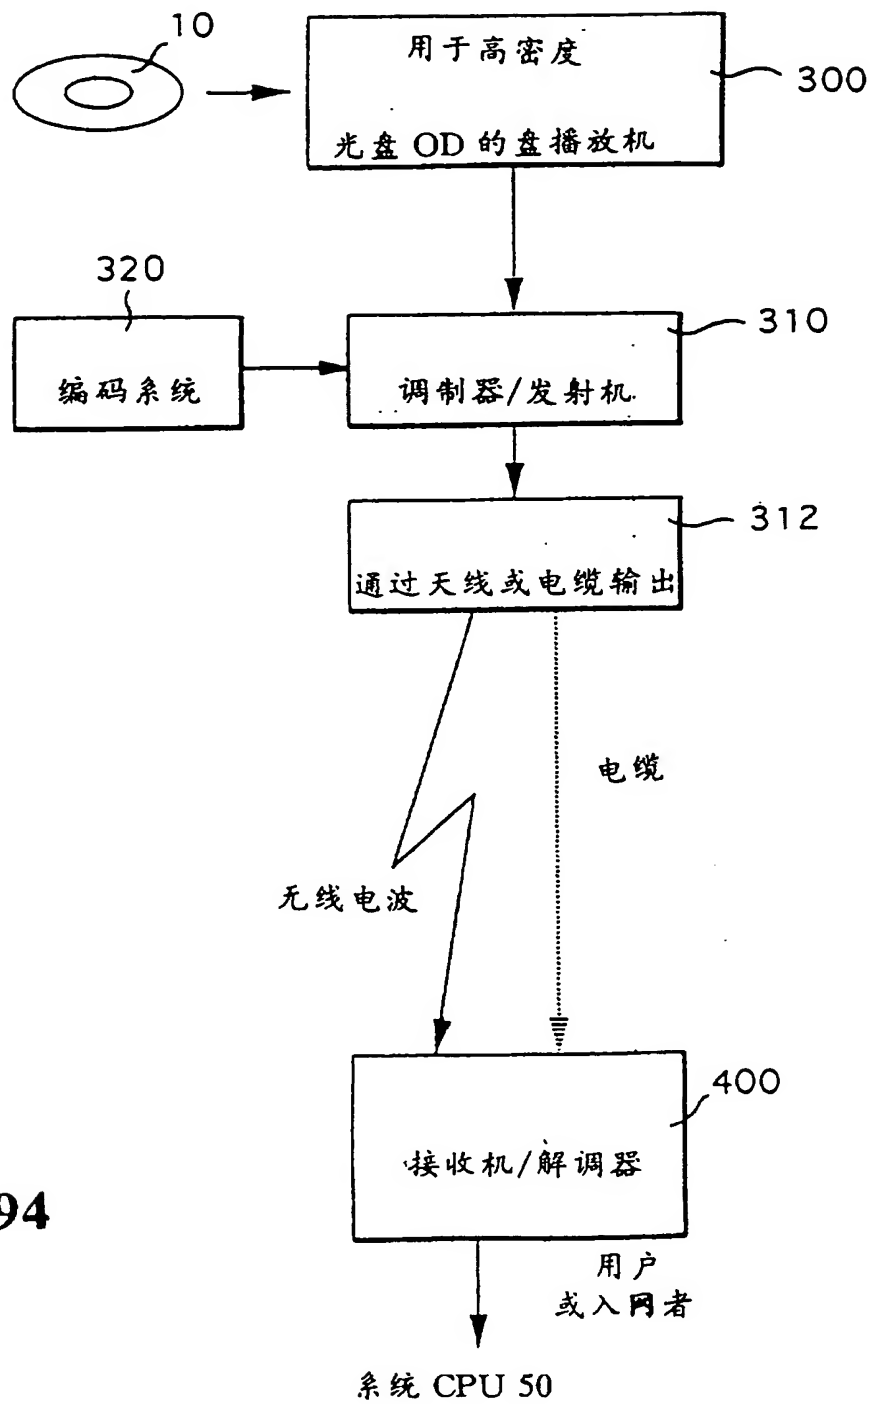 10
用于高密度
300
光盘 OD 的盘播放机
320
310
编码系统
调制器/发射机
312
通过天线或电缆输出
电缆
无线电波
400
接收机/解调器
94
用户
或入网者
系统 CPU 50